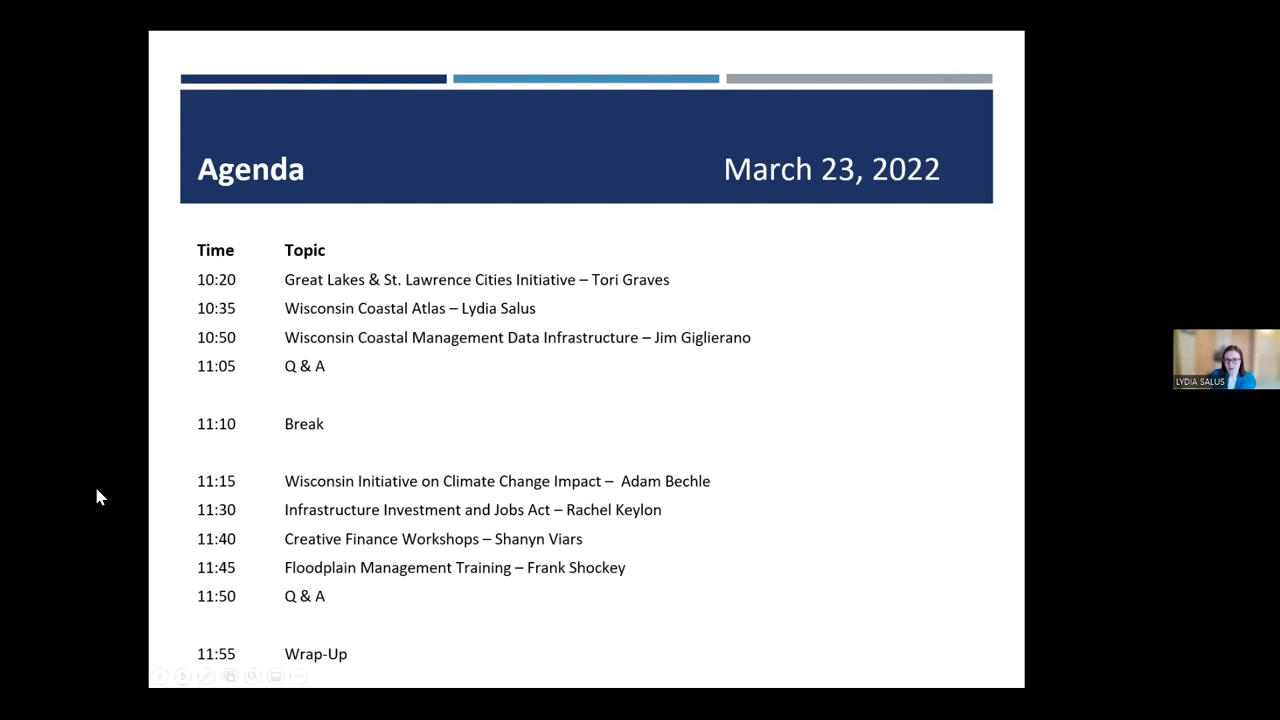 Agenda March 23, 2022
Time Topic
10:20 Great Lakes & St. Lawrence Cities Initiative – Tori Graves
10:35 Wisconsin Coastal Atlas – Lydia Salus
10:50 Wisconsin Coastal Management Data Infrastructure – Jim Giglierano
11:05 Q & A
11:10 Break
11:15 Wisconsin Initiative on Climate Change Impact – Adam Bechle
11:30 Infrastructure Investment and Jobs Act – Rachel Keylon
11:40 Creative Finance Workshops – Shanyn Viars
11:45 Floodplain Management Training – Frank Shockey
11:50 Q & A
11:55 Wrap-Up
LYDIA SALUS